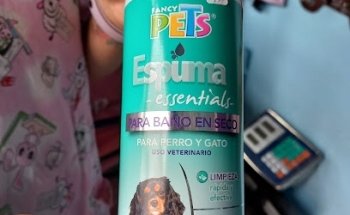 FANCY
PETS
Espuma
-essentials-
PARA BAÑO EN SECO
PARA PERRO Y GATO
USO VETERINARIO
LIMPIEZA
rápida y
efectiva